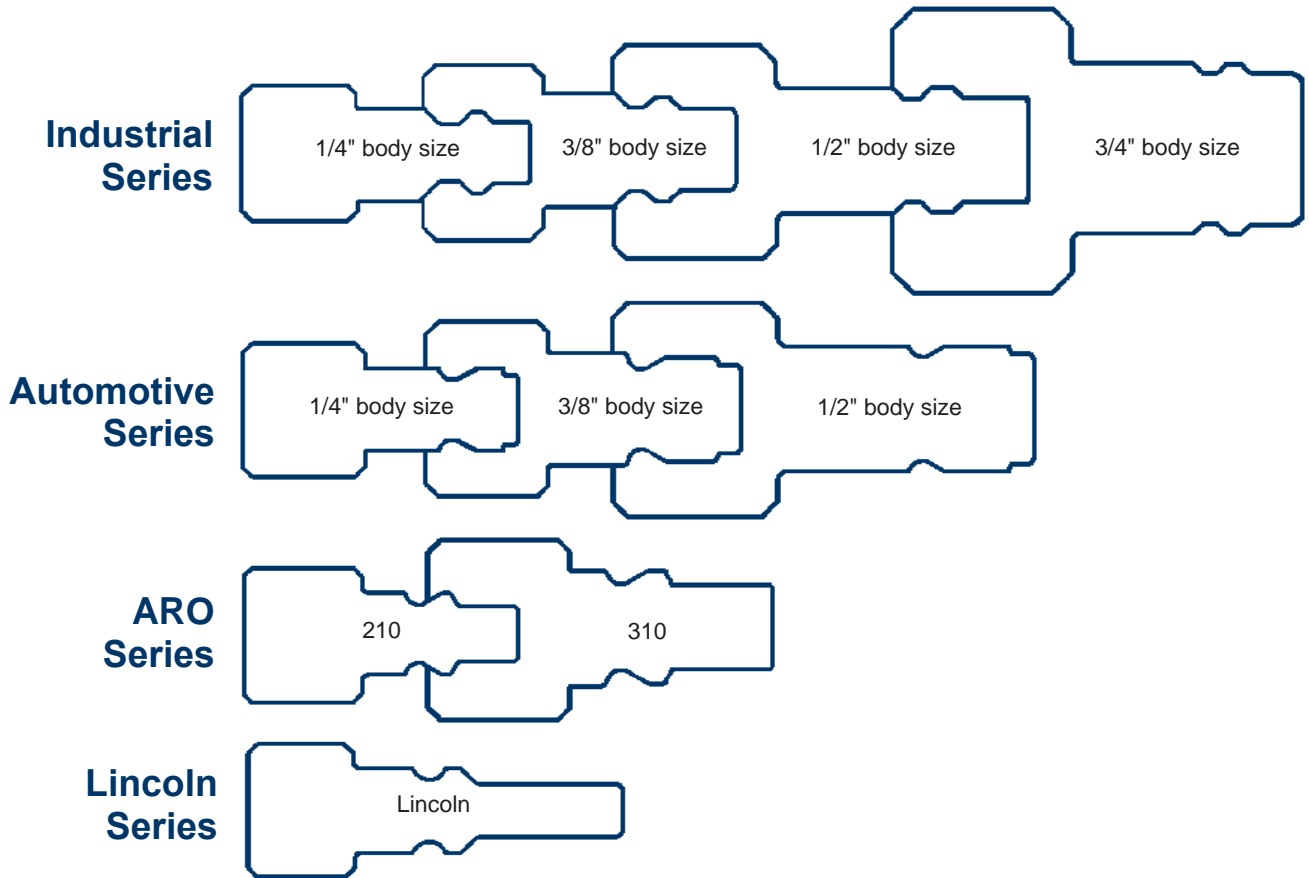 Industrial
Series
1/4" body size
3/8" body size
1/2" body size
3/4" body size
Automotive
Series
1/4" body size
3/8" body size
1/2" body size
ARO
Series
210
310
Lincoln
Series
Lincoln